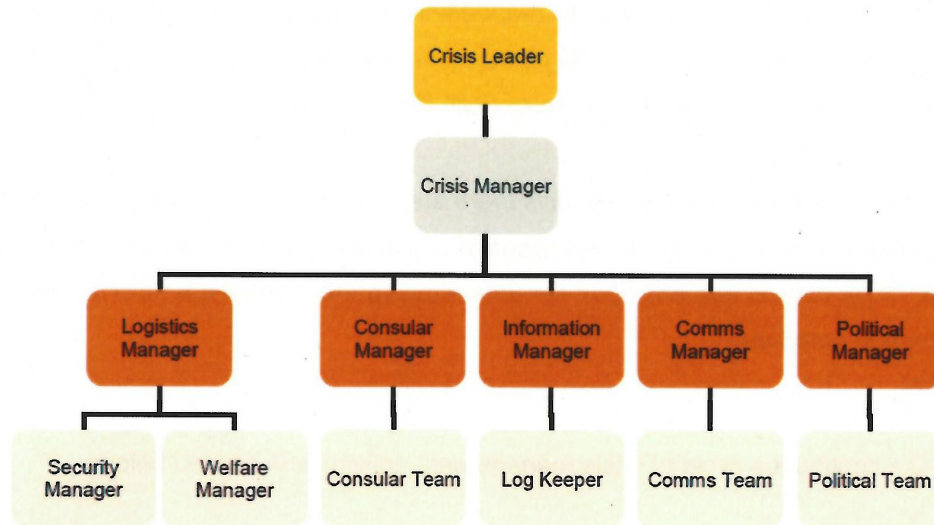 Crisis Leader
Crisis Manager
Logistics
Manager
Consular
Manager
Information
Manager
Comms
Manager
Political
Manager
Security
Manager
Welfare
Manager
Consular Team
Log Keeper
Comms Team
Political Team